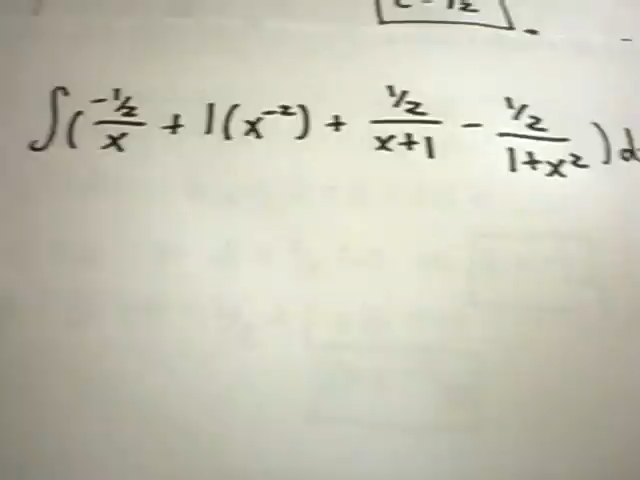 ∫( -1/2 / x + 1(x⁻²) + 1/2 / x+1 - 1/2 / 1+x² ) d